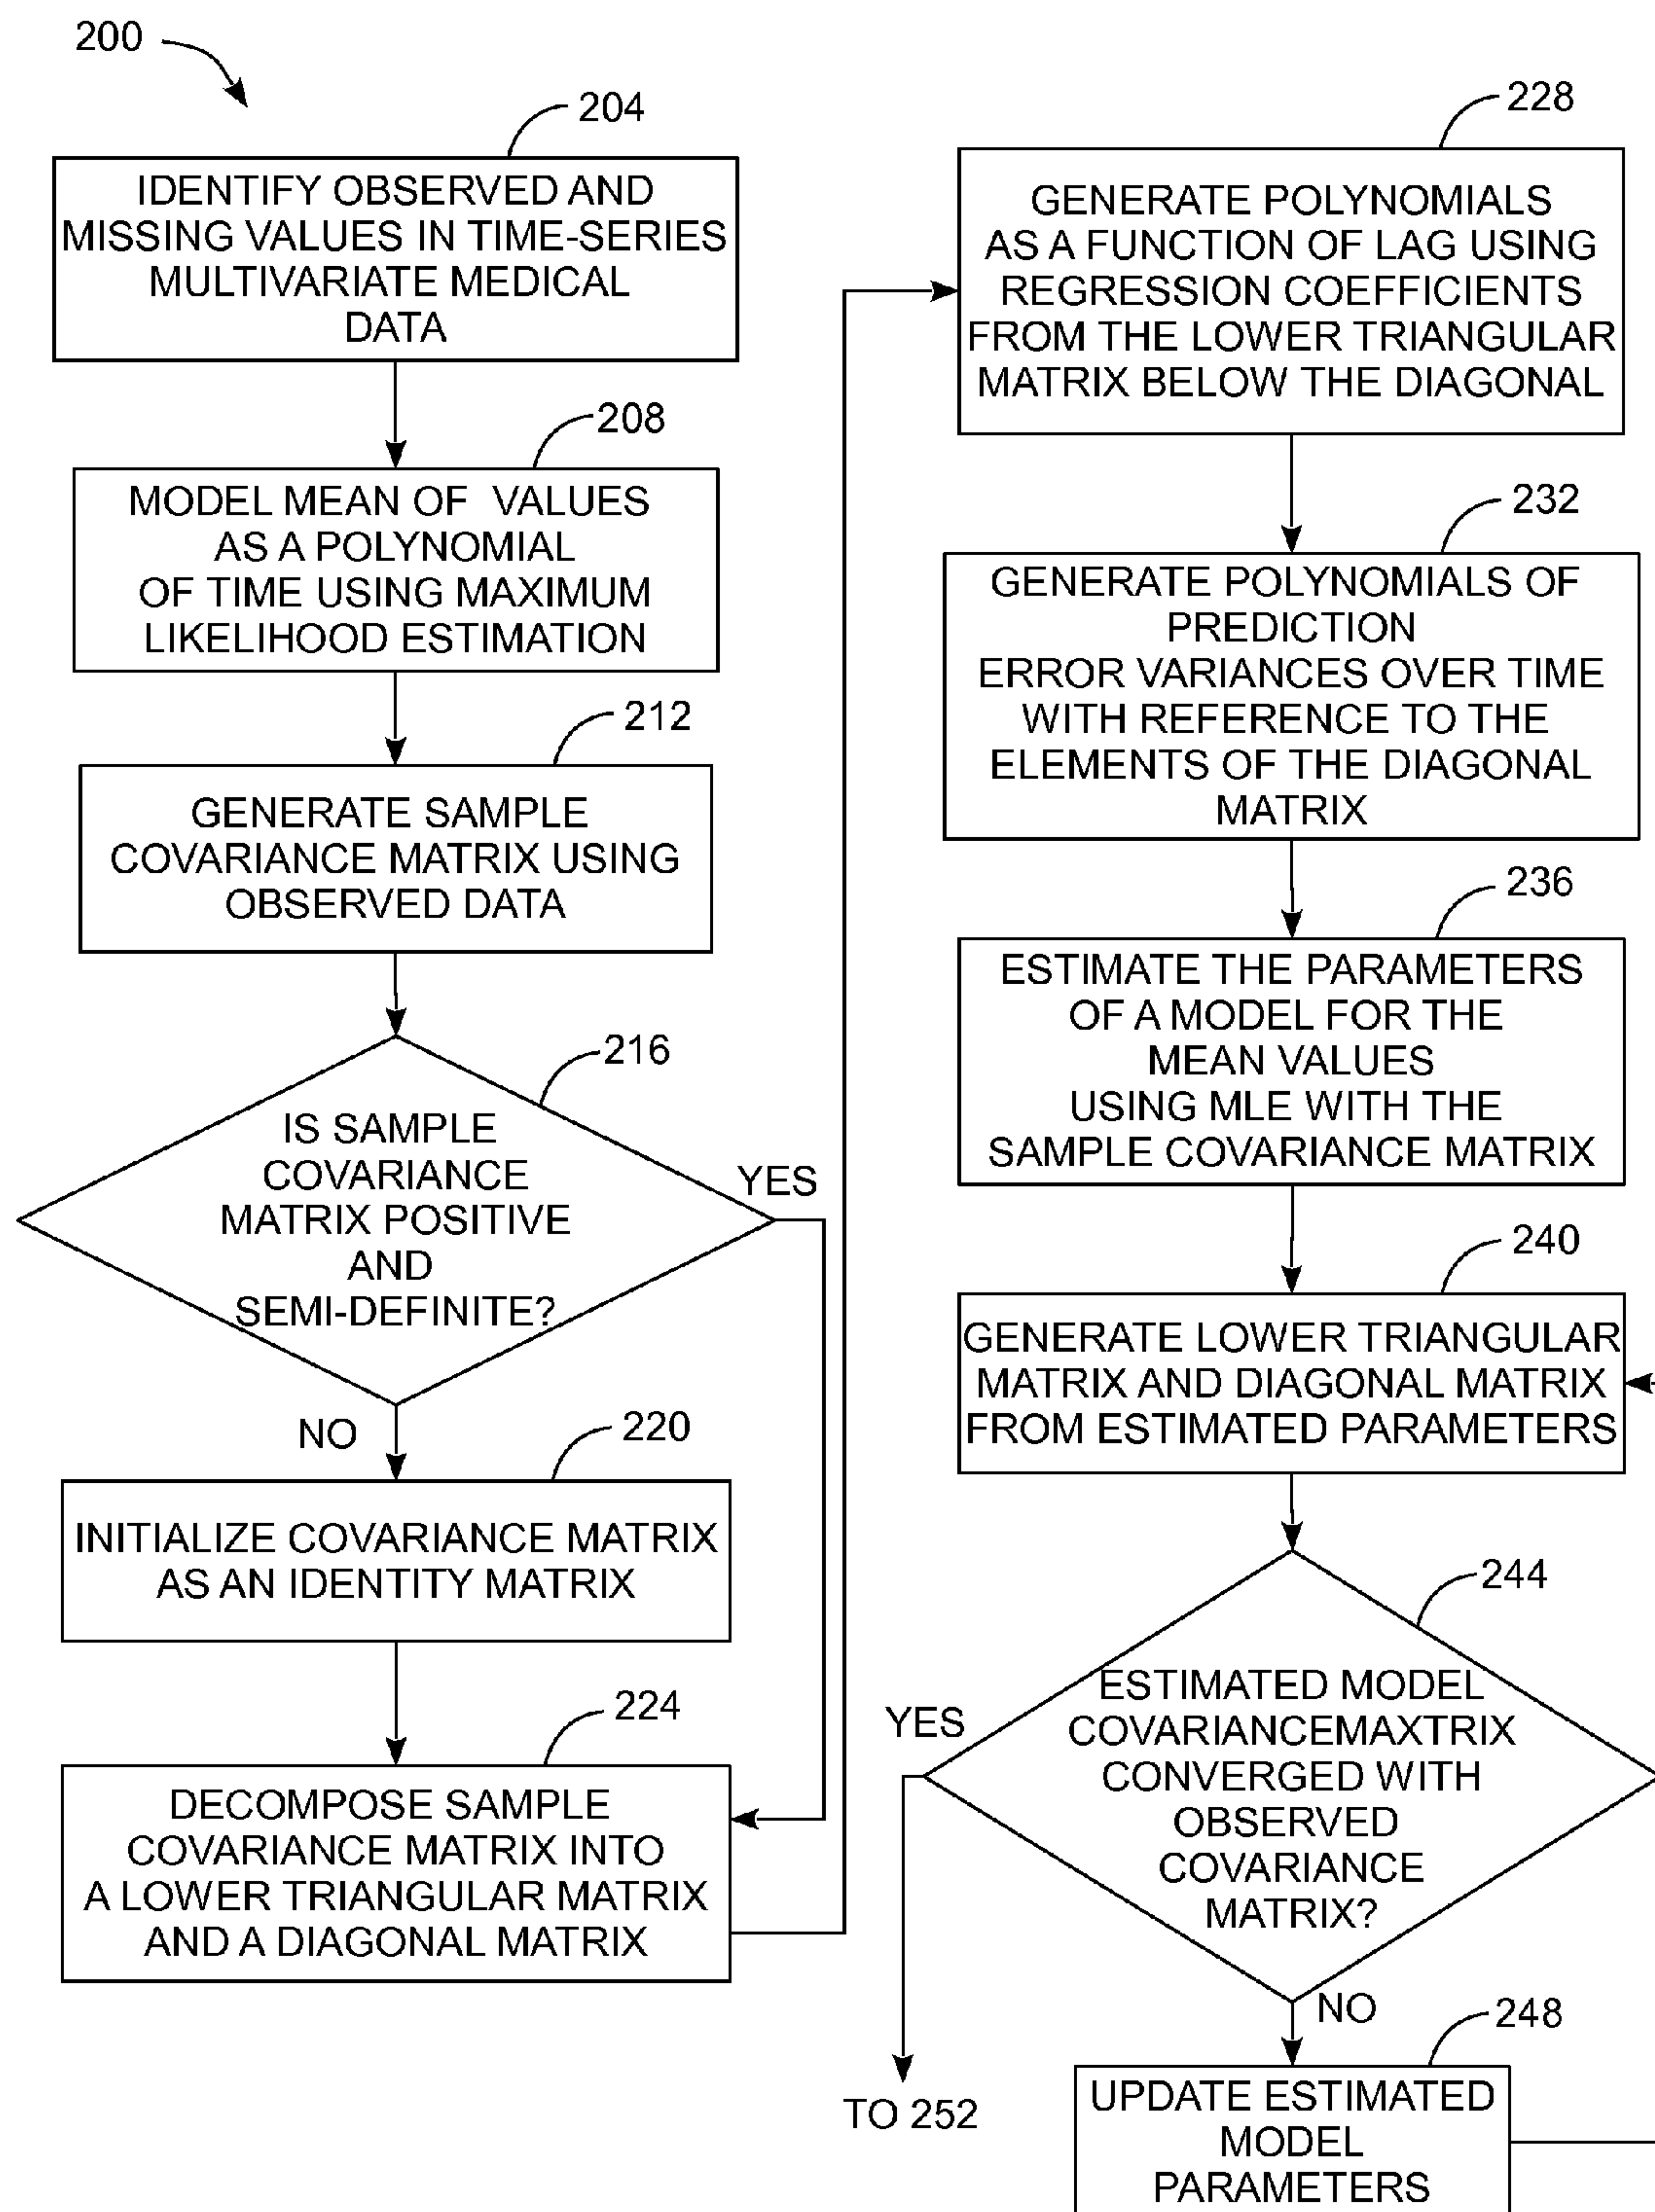 200
204
IDENTIFY OBSERVED AND
MISSING VALUES IN TIME-SERIES
MULTIVARIATE MEDICAL
DATA
208
MODEL MEAN OF VALUES
AS A POLYNOMIAL
OF TIME USING MAXIMUM
LIKELIHOOD ESTIMATION
212
GENERATE SAMPLE
COVARIANCE MATRIX USING
OBSERVED DATA
216
IS SAMPLE
COVARIANCE
MATRIX POSITIVE
AND
SEMI-DEFINITE?
YES
NO
220
INITIALIZE COVARIANCE MATRIX
AS AN IDENTITY MATRIX
224
DECOMPOSE SAMPLE
COVARIANCE MATRIX INTO
A LOWER TRIANGULAR MATRIX
AND A DIAGONAL MATRIX
228
GENERATE POLYNOMIALS
AS A FUNCTION OF LAG USING
REGRESSION COEFFICIENTS
FROM THE LOWER TRIANGULAR
MATRIX BELOW THE DIAGONAL
232
GENERATE POLYNOMIALS OF
PREDICTION
ERROR VARIANCES OVER TIME
WITH REFERENCE TO THE
ELEMENTS OF THE DIAGONAL
MATRIX
236
ESTIMATE THE PARAMETERS
OF A MODEL FOR THE
MEAN VALUES
USING MLE WITH THE
SAMPLE COVARIANCE MATRIX
240
GENERATE LOWER TRIANGULAR
MATRIX AND DIAGONAL MATRIX
FROM ESTIMATED PARAMETERS
244
ESTIMATED MODEL
COVARIANCEMAXTRIX
CONVERGED WITH
OBSERVED
COVARIANCE
MATRIX?
YES
TO 252
NO
248
UPDATE ESTIMATED
MODEL
PARAMETERS